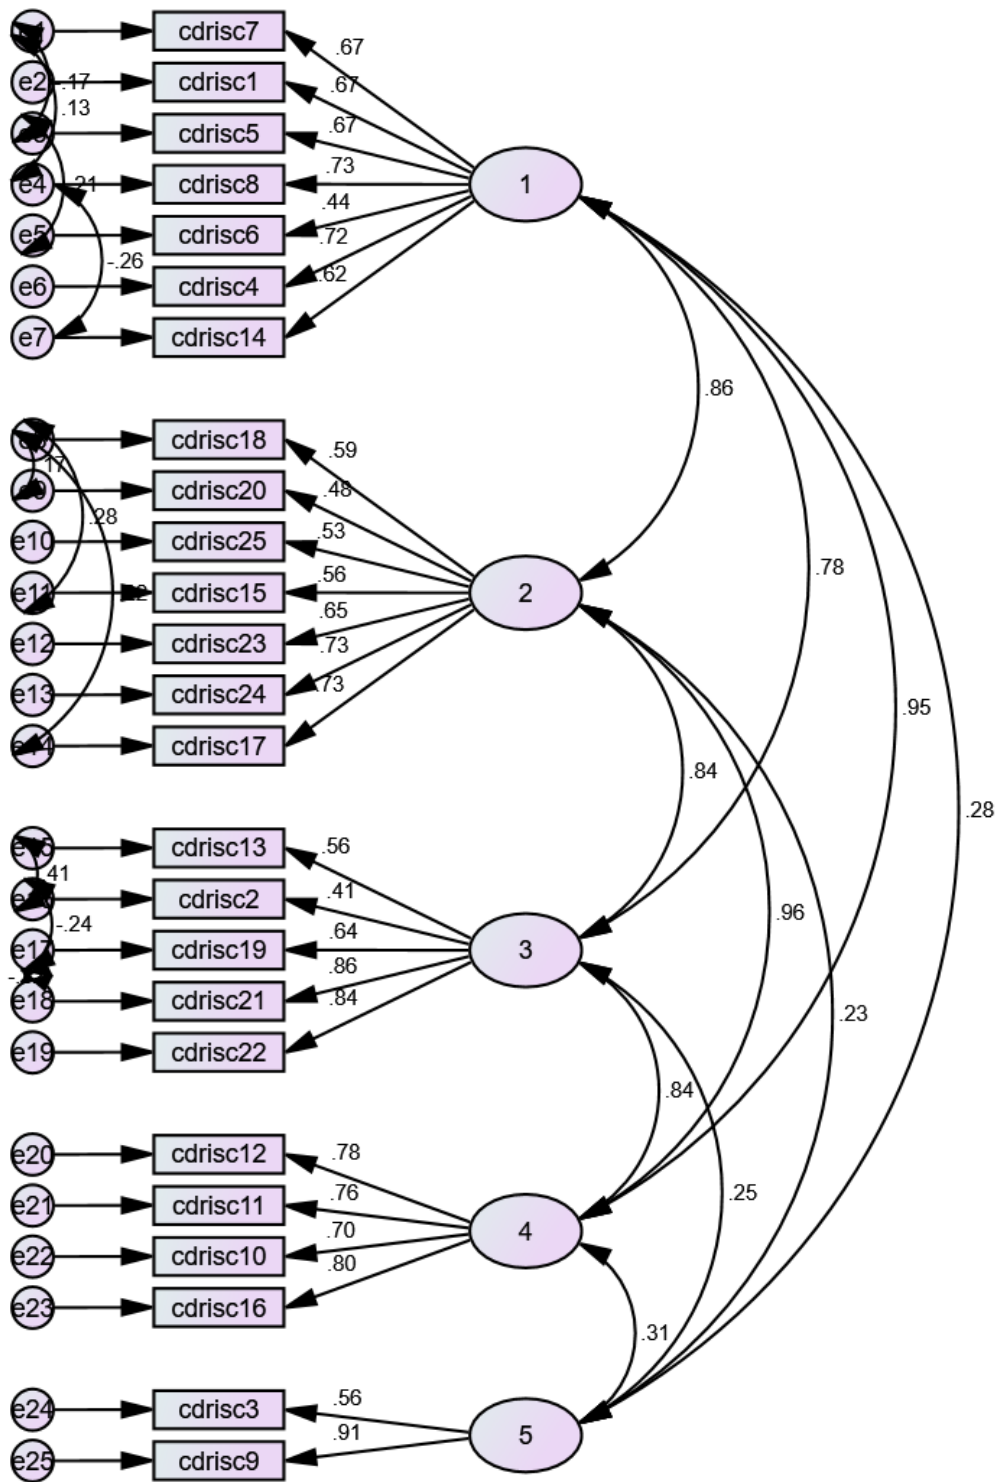 cdrisc7
.67
e2
-.17
cdrisc1
.67
.13
cdrisc5
.67
e4
.21
cdrisc8
.73
1
e5
cdrisc6
.44
-.26
.72
e6
cdrisc4
.62
e7
cdrisc14
.86
cdrisc18
.59
.17
cdrisc20
.48
.28
e10
cdrisc25
.53
.78
e11
cdrisc15
.56
2
e12
cdrisc23
.65
.73
e13
cdrisc24
.73
.95
e14
cdrisc17
.84
.28
e15
cdrisc13
.56
.41
cdrisc2
.41
.96
-.24
e17
cdrisc19
.64
3
.86
e18
cdrisc21
.84
.23
e19
cdrisc22
.84
e20
cdrisc12
.78
e21
cdrisc11
.76
.25
.70
4
e22
cdrisc10
.80
e23
cdrisc16
.31
e24
cdrisc3
.56
.91
5
e25
cdrisc9